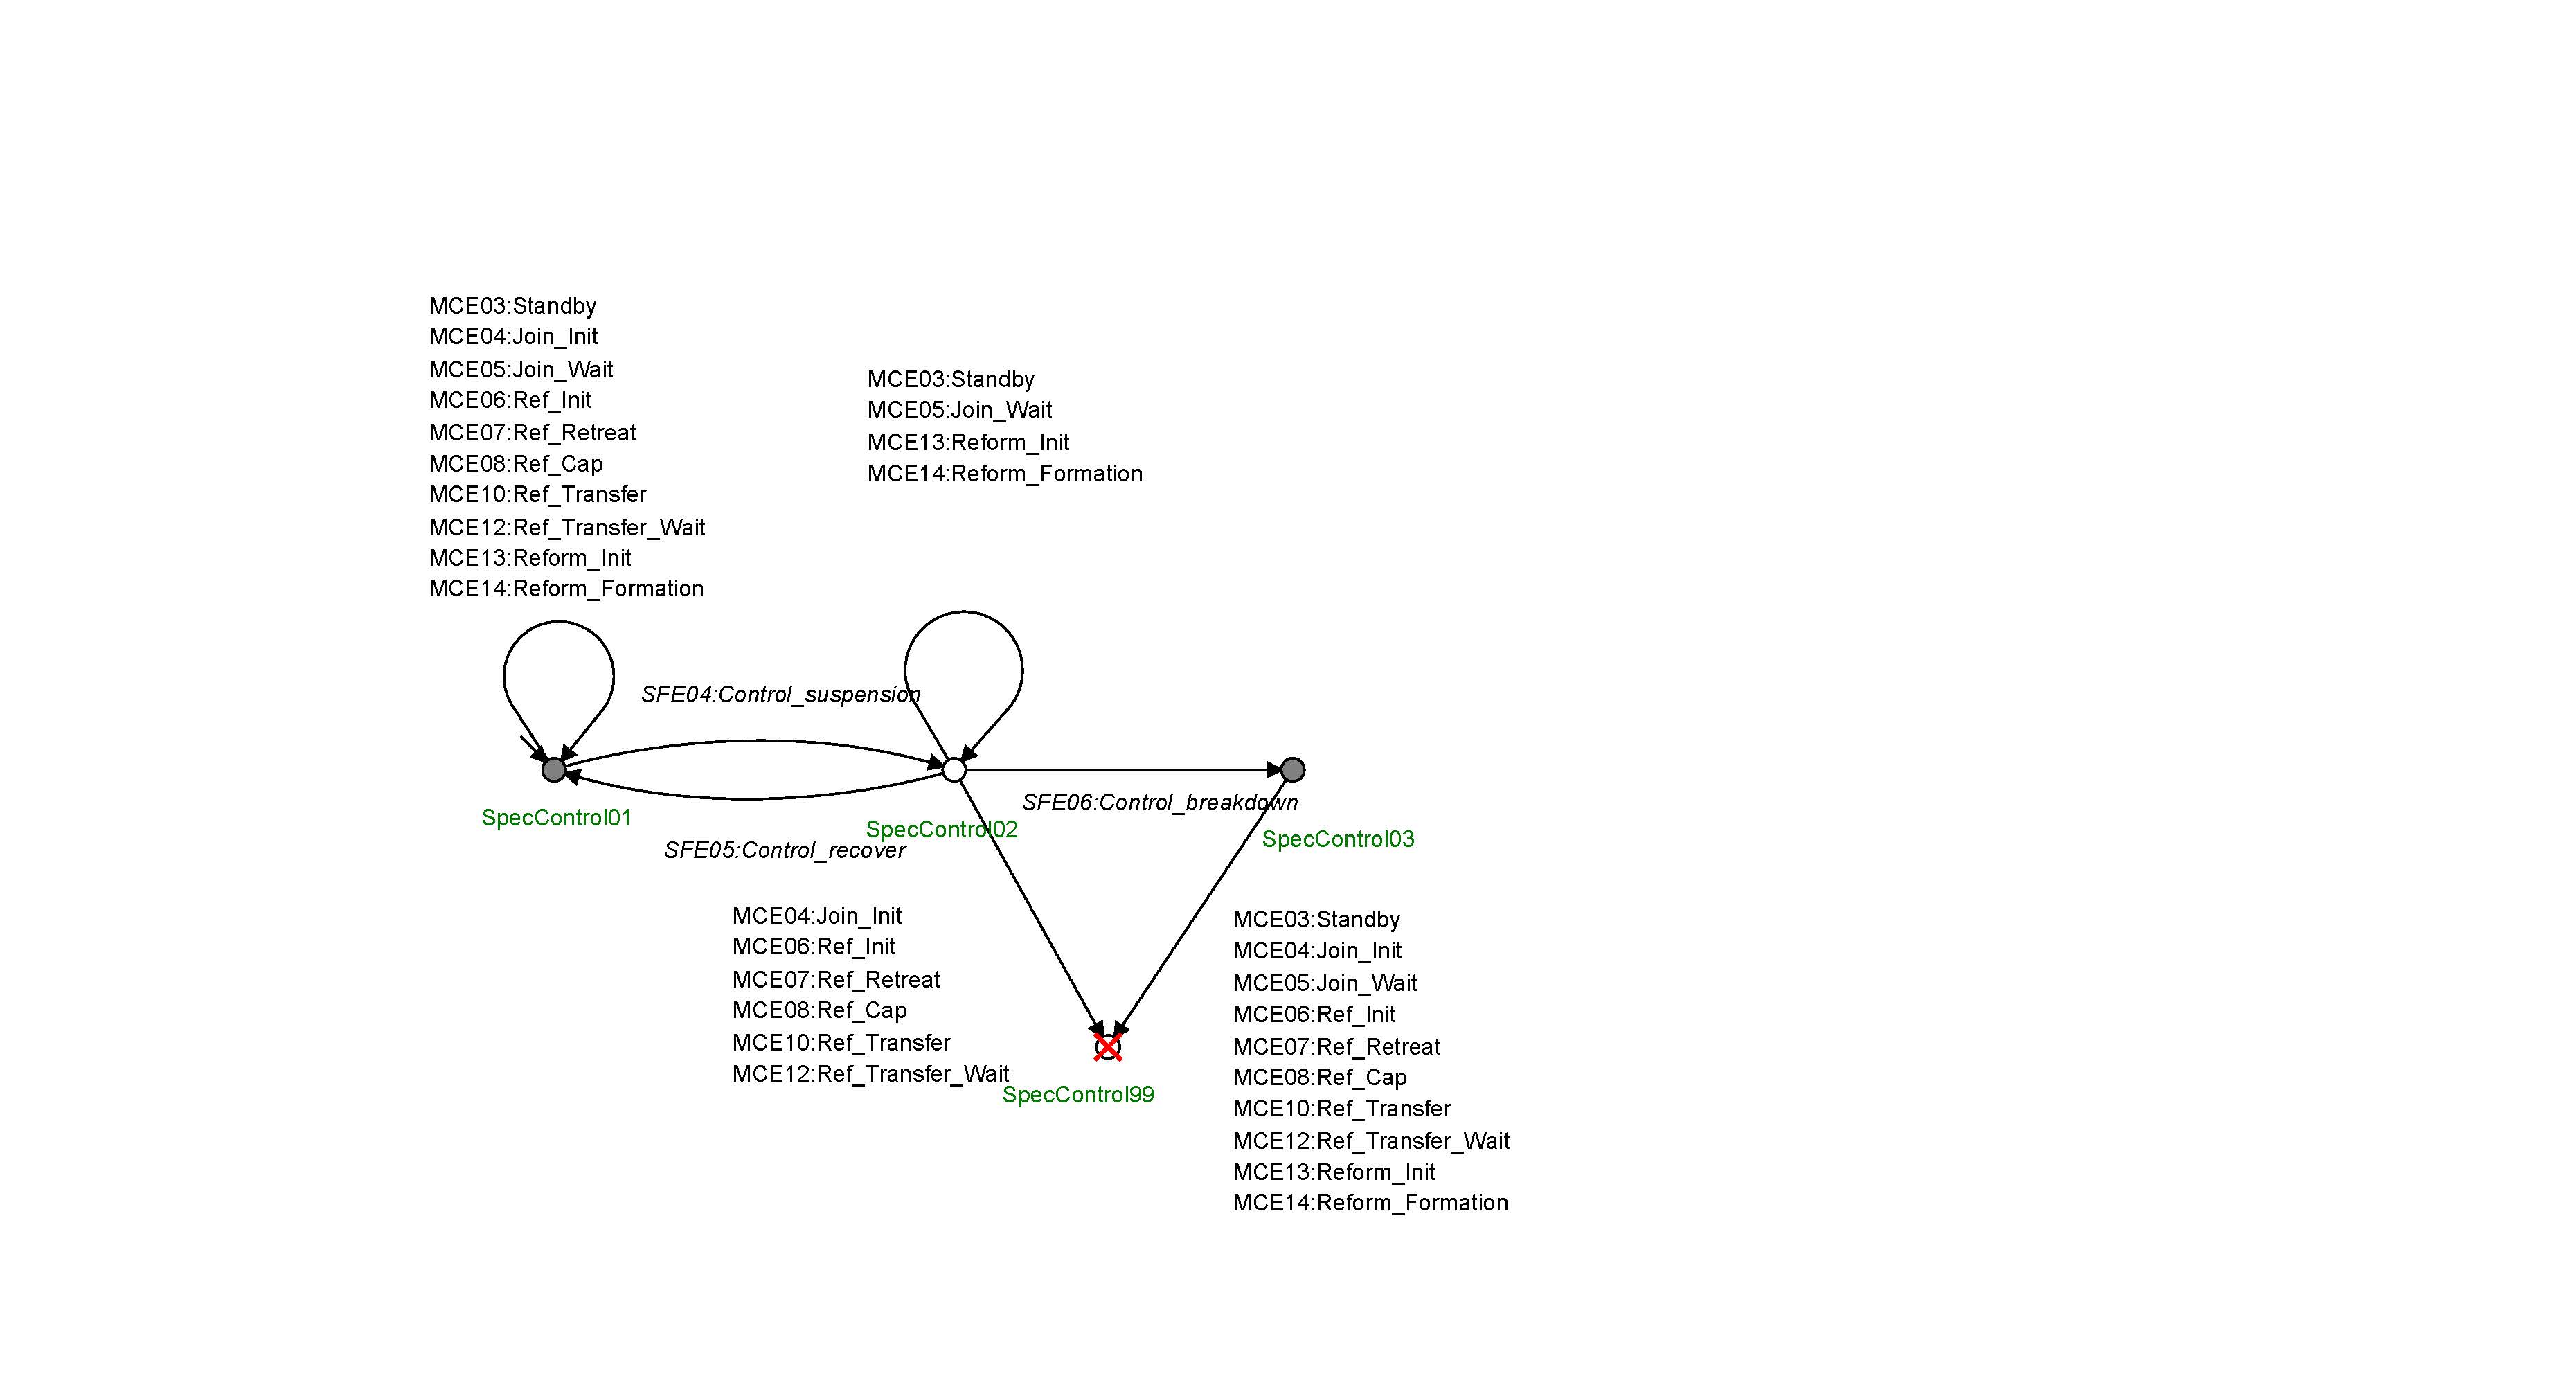 MCE03:Standby
MCE04:Join_Init
MCE05:Join_Wait
MCE06:Ref_Init
MCE07:Ref_Retreat
MCE08:Ref_Cap
MCE10:Ref_Transfer
MCE12:Ref_Transfer_Wait
MCE13:Reform_Init
MCE14:Reform_Formation
MCE03:Standby
MCE05:Join_Wait
MCE13:Reform_Init
MCE14:Reform_Formation
SFE04:Control_suspension
SpecControl01
SFE05:Control_recover
SpecControl02
SFE06:Control_breakdown
SpecControl03
MCE04:Join_Init
MCE06:Ref_Init
MCE07:Ref_Retreat
MCE08:Ref_Cap
MCE10:Ref_Transfer
MCE12:Ref_Transfer_Wait
SpecControl99
MCE03:Standby
MCE04:Join_Init
MCE05:Join_Wait
MCE06:Ref_Init
MCE07:Ref_Retreat
MCE08:Ref_Cap
MCE10:Ref_Transfer
MCE12:Ref_Transfer_Wait
MCE13:Reform_Init
MCE14:Reform_Formation